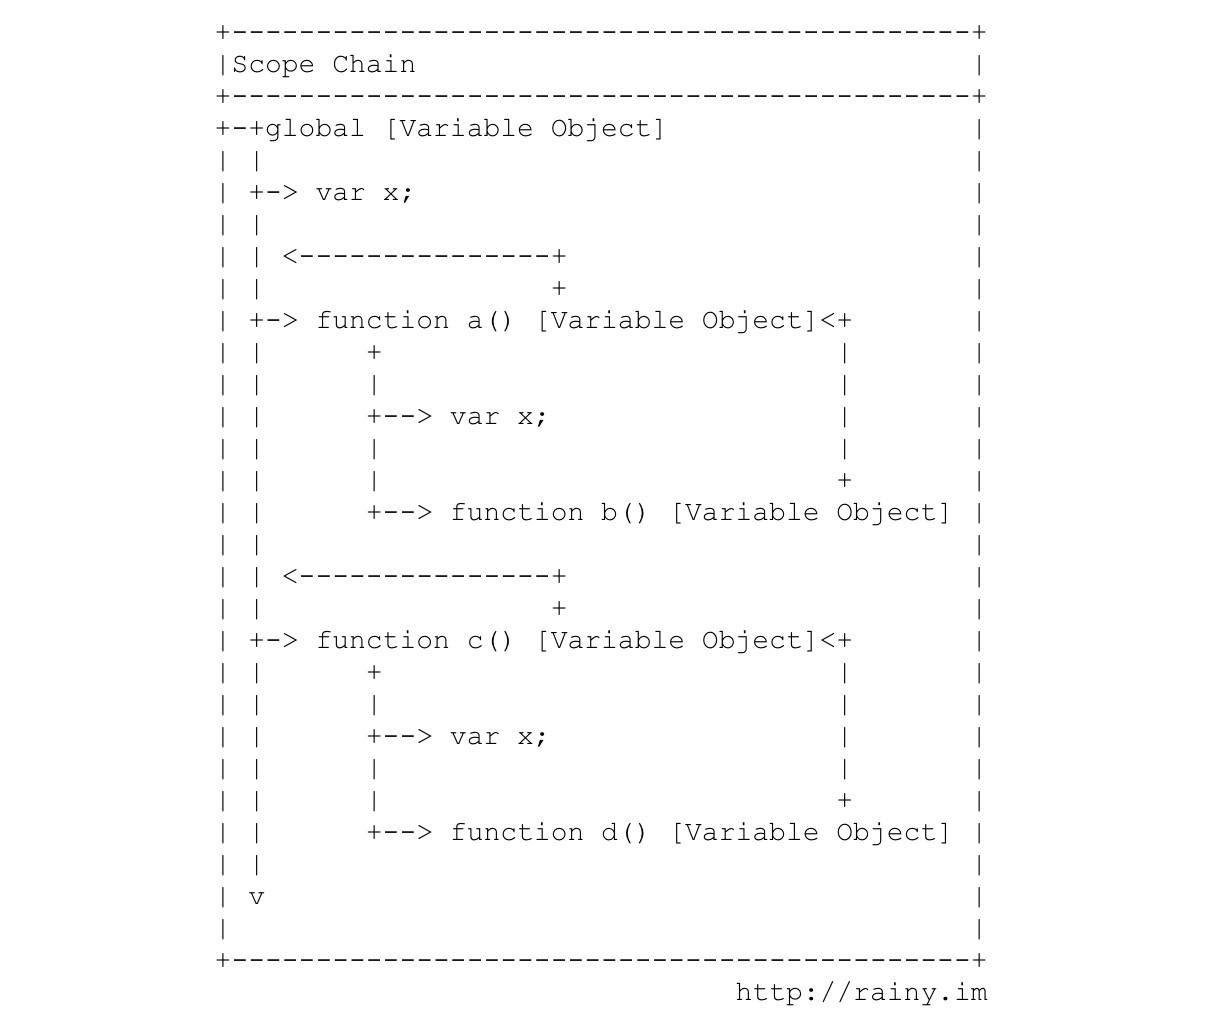 +--------------------------------------------+
|Scope Chain                                 |
+--------------------------------------------+
+-+global [Variable Object]                  |
| |                                          |
| +-> var x;                                 |
| |                                          |
| | <---------------+                        |
| |                 +                        |
| +-> function a() [Variable Object]<+       |
| |      +                           |       |
| |      |                           |       |
| |      +--> var x;                 |       |
| |      |                           |       |
| |      |                           +       |
| |      +--> function b() [Variable Object] |
| |                                          |
| | <---------------+                        |
| |                 +                        |
| +-> function c() [Variable Object]<+       |
| |      +                           |       |
| |      |                           |       |
| |      +--> var x;                 |       |
| |      |                           |       |
| |      |                           +       |
| |      +--> function d() [Variable Object] |
| |                                          |
| v                                          |
|                                            |
+--------------------------------------------+
                               http://rainy.im